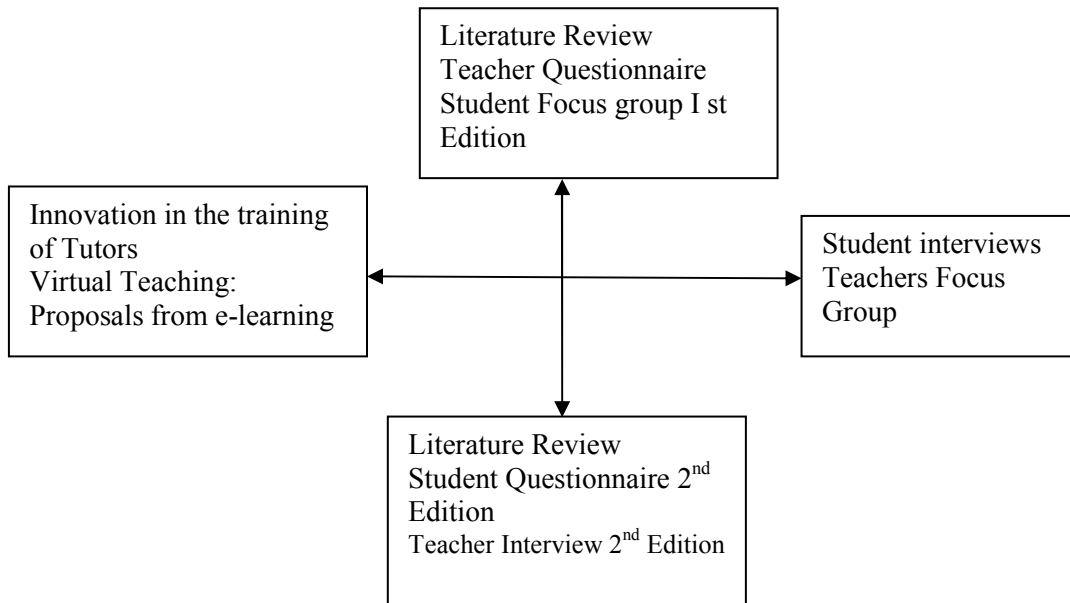 Literature Review
Teacher Questionnaire
Student Focus group I st
Edition
Innovation in the training
of Tutors
Virtual Teaching:
Proposals from e-learning
Student interviews
Teachers Focus
Group
Literature Review
Student Questionnaire 2nd
Edition
Teacher Interview 2nd Edition